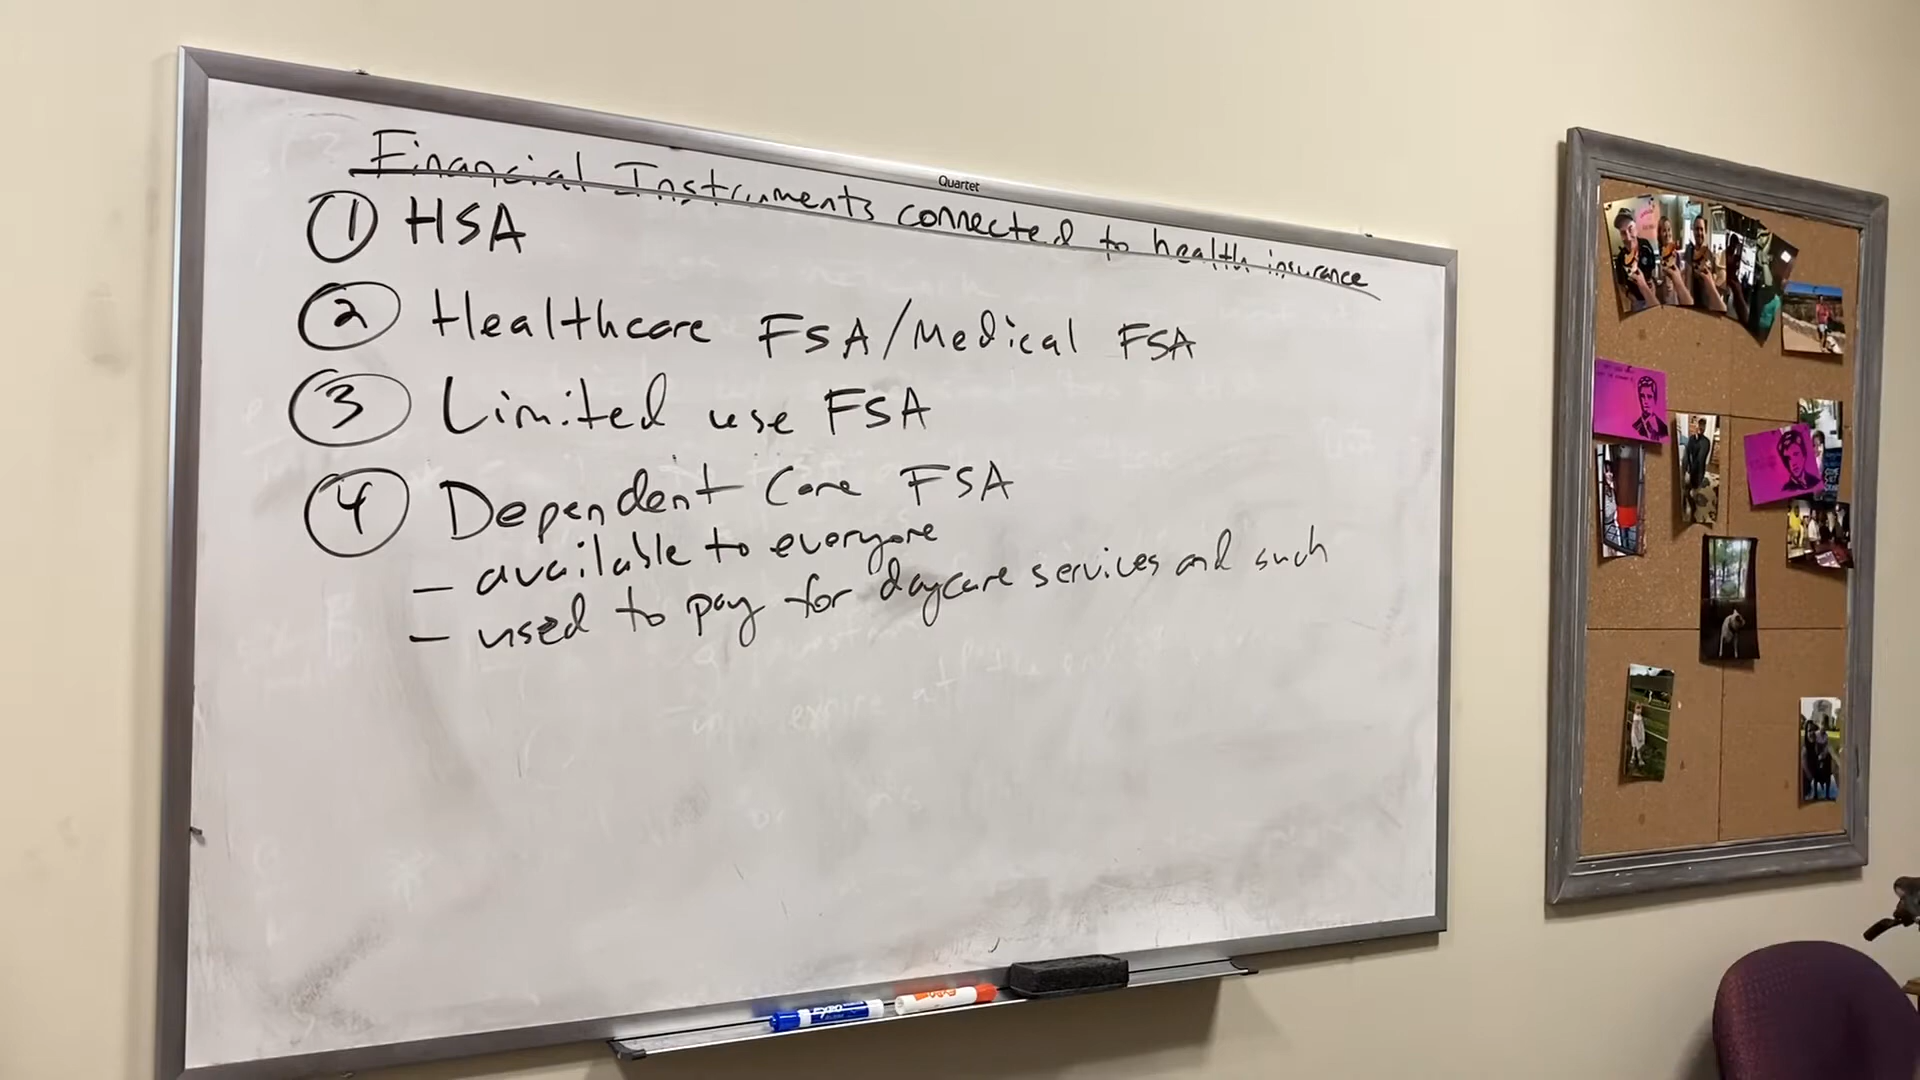 Quartet
Financial Instruments connected to health insurance
① HSA
② Healthcare FSA/Medical FSA
③ Limited use FSA
④ Dependent Care FSA
– available to everyone
– used to pay for daycare services and such
EXPO